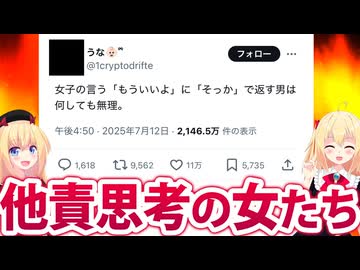 うな👶🏻ྀི
@1cryptodrifte
フォロー
女子の言う「もういいよ」に「そっか」で返す男は
何しても無理。
午後4:50 · 2025年7月12日 · 2,146.5万 件の表示
1,618 9,562 11万 5,735
他責思考の女たち